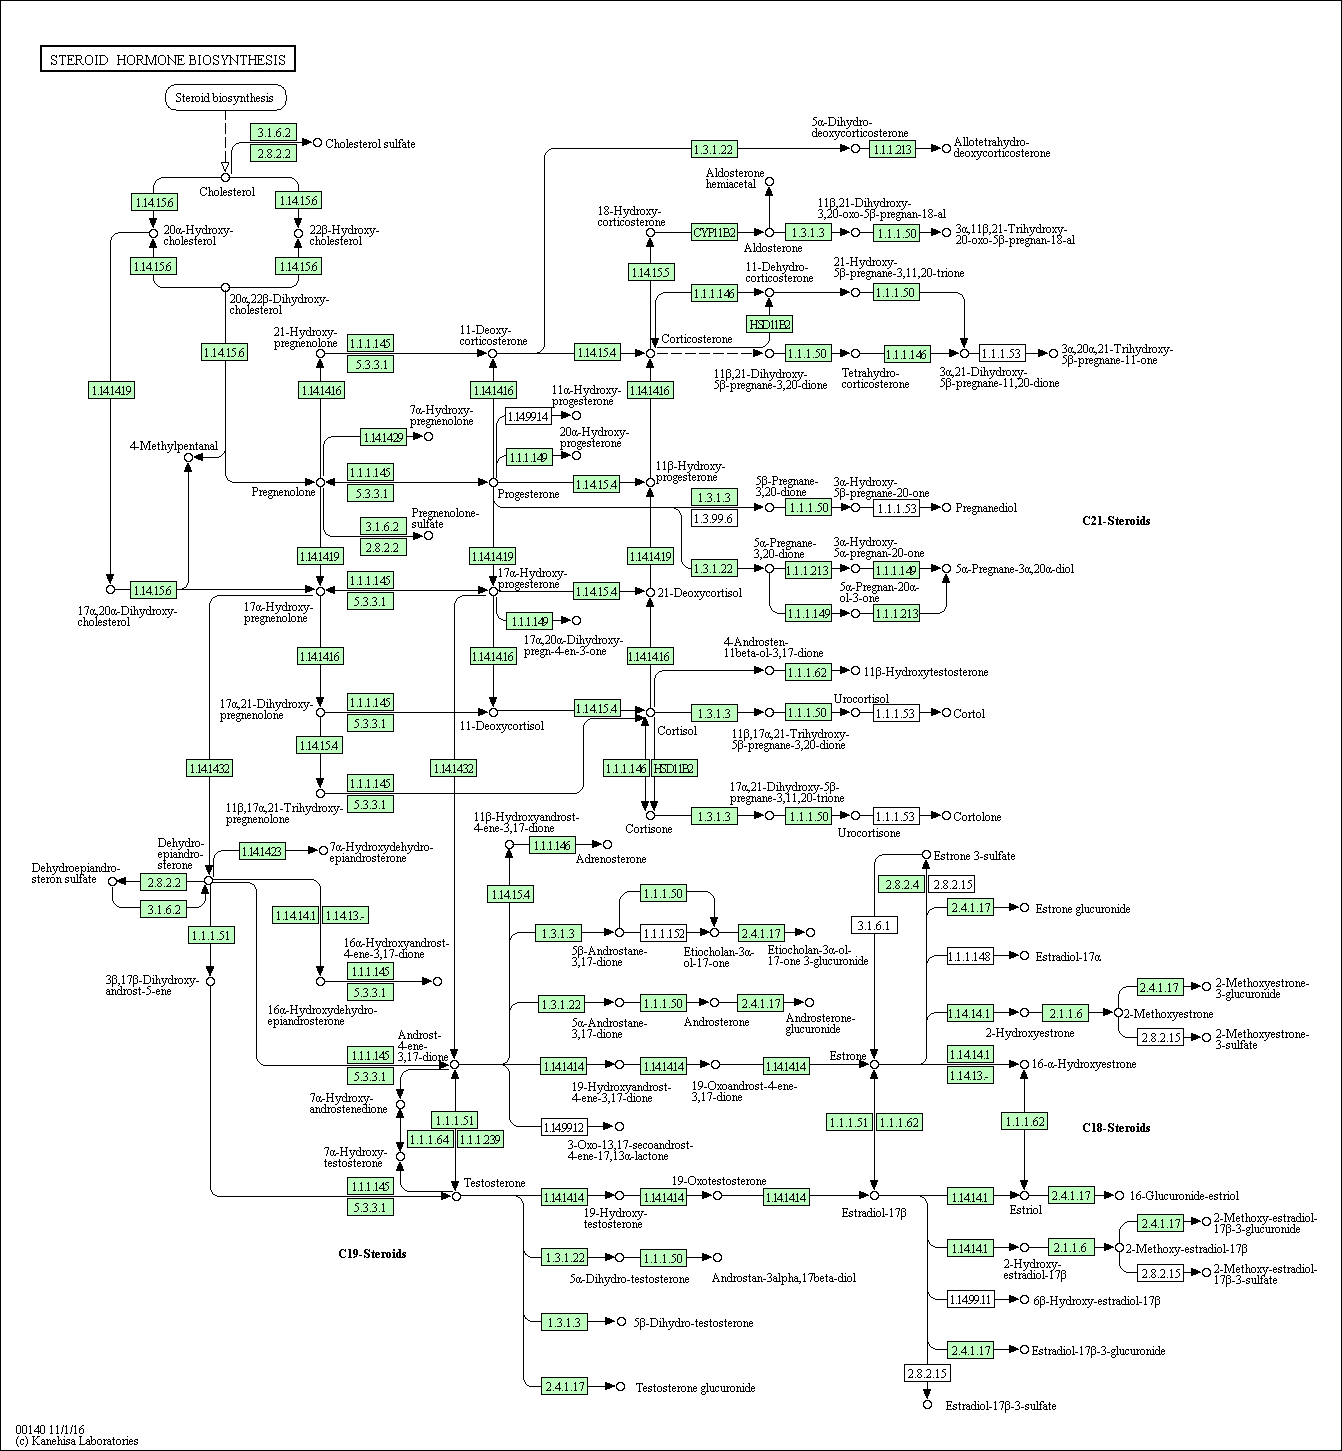 STEROID HORMONE BIOSYNTHESIS
Steroid biosynthesis
3.1.6.2
2.8.2.2
Cholesterol sulfate
Cholesterol
1.14.15.6
1.14.15.6
20α-Hydroxy-
cholesterol
22β-Hydroxy-
cholesterol
1.14.15.6
1.14.15.6
20α,22β-Dihydroxy-
cholesterol
1.14.15.6
1.14.14.19
4-Methylpentanal
1.14.15.6
17α,20α-Dihydroxy-
cholesterol
21-Hydroxy-
pregnenolone
1.1.1.145
5.3.3.1
11-Deoxy-
corticosterone
1.14.14.16
1.14.14.16
7α-Hydroxy-
pregnenolone
1.14.14.29
Pregnenolone
1.1.1.145
5.3.3.1
Progesterone
Pregnenolone-
sulfate
3.1.6.2
2.8.2.2
1.14.14.19
1.14.14.19
17α-Hydroxy-
pregnenolone
1.1.1.145
5.3.3.1
17α-Hydroxy-
progesterone
1.14.14.16
1.14.14.16
17α,21-Dihydroxy-
pregnenolone
1.1.1.145
5.3.3.1
11-Deoxycortisol
1.14.15.4
1.1.1.145
5.3.3.1
11β,17α,21-Trihydroxy-
pregnenolone
1.14.14.32
1.14.14.32
1.3.1.22
5α-Dihydro-
deoxycorticosterone
1.1.1.213
Allotetrahydro-
deoxycorticosterone
Aldosterone
hemiacetal
18-Hydroxy-
corticosterone
CYP11B2
Aldosterone
11β,21-Dihydroxy-
3,20-oxo-5β-pregnan-18-al
1.3.1.3
1.1.1.50
3α,11β,21-Trihydroxy-
20-oxo-5β-pregnan-18-al
1.14.15.5
11-Dehydro-
corticosterone
21-Hydroxy-
5β-pregnane-3,11,20-trione
1.1.1.146
1.1.1.50
HSD11B2
Corticosterone
1.14.15.4
11β,21-Dihydroxy-
5β-pregnane-3,20-dione
1.1.1.50
Tetrahydro-
corticosterone
1.1.1.146
3α,21-Dihydroxy-
5β-pregnane-11,20-dione
1.1.1.53
3α,20α,21-Trihydroxy-
5β-pregnane-11-one
1.14.14.16
11α-Hydroxy-
progesterone
1.14.99.14
20α-Hydroxy-
progesterone
1.1.1.149
1.14.15.4
11β-Hydroxy-
progesterone
1.3.1.3
1.3.99.6
5β-Pregnane-
3,20-dione
1.1.1.50
3α-Hydroxy-
5β-pregnane-20-one
1.1.1.53
Pregnanediol
C21-Steroids
1.14.14.19
1.3.1.22
5α-Pregnane-
3,20-dione
1.1.1.213
3α-Hydroxy-
5α-pregnan-20-one
1.1.1.149
5α-Pregnane-3α,20α-diol
5α-Pregnan-20α-
ol-3-one
1.1.1.149
1.1.1.213
1.14.15.4
21-Deoxycortisol
1.1.1.149
17α,20α-Dihydroxy-
pregn-4-en-3-one
1.14.14.16
4-Androsten-
11beta-ol-3,17-dione
1.1.1.62
11β-Hydroxytestosterone
1.14.15.4
Cortisol
1.3.1.3
11β,17α,21-Trihydroxy-
5β-pregnane-3,20-dione
1.1.1.50
Urocortisol
1.1.1.53
Cortol
1.1.1.146
HSD11B2
17α,21-Dihydroxy-5β-
pregnane-3,11,20-trione
Cortisone
1.3.1.3
1.1.1.50
Urocortisone
1.1.1.53
Cortolone
Dehydro-
epiandro-
sterone
1.14.14.23
7α-Hydroxydehydro-
epiandrosterone
Dehydroepiandro-
steron sulfate
2.8.2.2
3.1.6.2
1.14.14.1
1.14.13.-
1.1.1.51
16α-Hydroxyandrost-
4-ene-3,17-dione
1.1.1.145
5.3.3.1
3β,17β-Dihydroxy-
androst-5-ene
16α-Hydroxydehydro-
epiandrosterone
11β-Hydroxyandrost-
4-ene-3,17-dione
1.1.1.146
Adrenosterone
1.14.15.4
1.1.1.50
1.3.1.3
5β-Androstane-
3,17-dione
1.1.1.152
Etiocholan-3α-
ol-17-one
2.4.1.17
Etiocholan-3α-ol-
17-one 3-glucuronide
1.3.1.22
5α-Androstane-
3,17-dione
1.1.1.50
Androsterone
2.4.1.17
Androsterone-
glucuronide
Androst-
4-ene-
3,17-dione
1.1.1.145
5.3.3.1
1.14.14.14
19-Hydroxyandrost-
4-ene-3,17-dione
1.14.14.14
19-Oxoandrost-4-ene-
3,17-dione
1.14.14.14
Estrone
7α-Hydroxy-
androstenedione
1.1.1.51
1.1.1.64
1.1.1.239
1.14.99.12
3-Oxo-13,17-secoandrost-
4-ene-17,13α-lactone
7α-Hydroxy-
testosterone
1.1.1.145
5.3.3.1
Testosterone
1.14.14.14
19-Hydroxy-
testosterone
1.14.14.14
19-Oxotestosterone
1.14.14.14
Estradiol-17β
1.3.1.22
5α-Dihydro-testosterone
1.1.1.50
Androstan-3alpha,17beta-diol
1.3.1.3
5β-Dihydro-testosterone
2.4.1.17
Testosterone glucuronide
C19-Steroids
Estrone 3-sulfate
2.8.2.4
2.8.2.15
3.1.6.1
2.4.1.17
Estrone glucuronide
1.1.1.148
Estradiol-17α
1.14.14.1
2-Hydroxyestrone
2.1.1.6
2-Methoxyestrone
2.4.1.17
2-Methoxyestrone-
3-glucuronide
2.8.2.15
2-Methoxyestrone-
3-sulfate
1.14.14.1
1.14.13.-
16-α-Hydroxyestrone
1.1.1.51
1.1.1.62
1.1.1.62
C18-Steroids
1.14.14.1
Estriol
2.4.1.17
16-Glucuronide-estriol
1.14.14.1
2-Hydroxy-
estradiol-17β
2.1.1.6
2-Methoxy-estradiol-17β
2.4.1.17
2-Methoxy-estradiol-
17β-3-glucuronide
2.8.2.15
2-Methoxy-estradiol-
17β-3-sulfate
1.14.99.11
6β-Hydroxy-estradiol-17β
2.4.1.17
Estradiol-17β-3-glucuronide
2.8.2.15
Estradiol-17β-3-sulfate
00140 11/1/16
(c) Kanehisa Laboratories